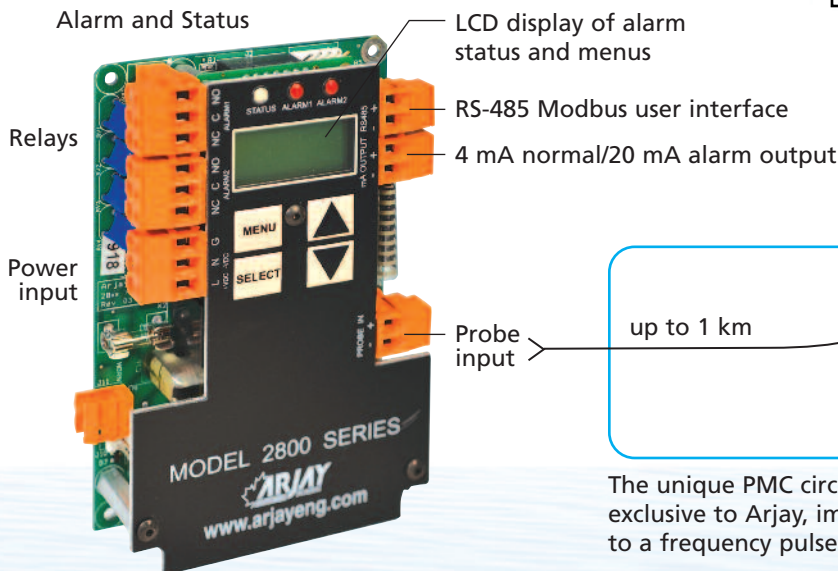 Alarm and Status
LCD display of alarm
status and menus
RS-485 Modbus user interface
4 mA normal/20 mA alarm output
Relays
Power
input
Probe
input
up to 1 km
The unique PMC circ
exclusive to Arjay, im
to a frequency pulse
STATUS ALARM1 ALARM2
NC C NO
ALARM1
NC C NO
ALARM2
L N G
+VDC -VDC
RS485
+
-
mA OUTPUT
+
-
PROBE IN
+
-
MENU
SELECT
918
MODEL 2800 SERIES
ARJAY
www.arjayeng.com